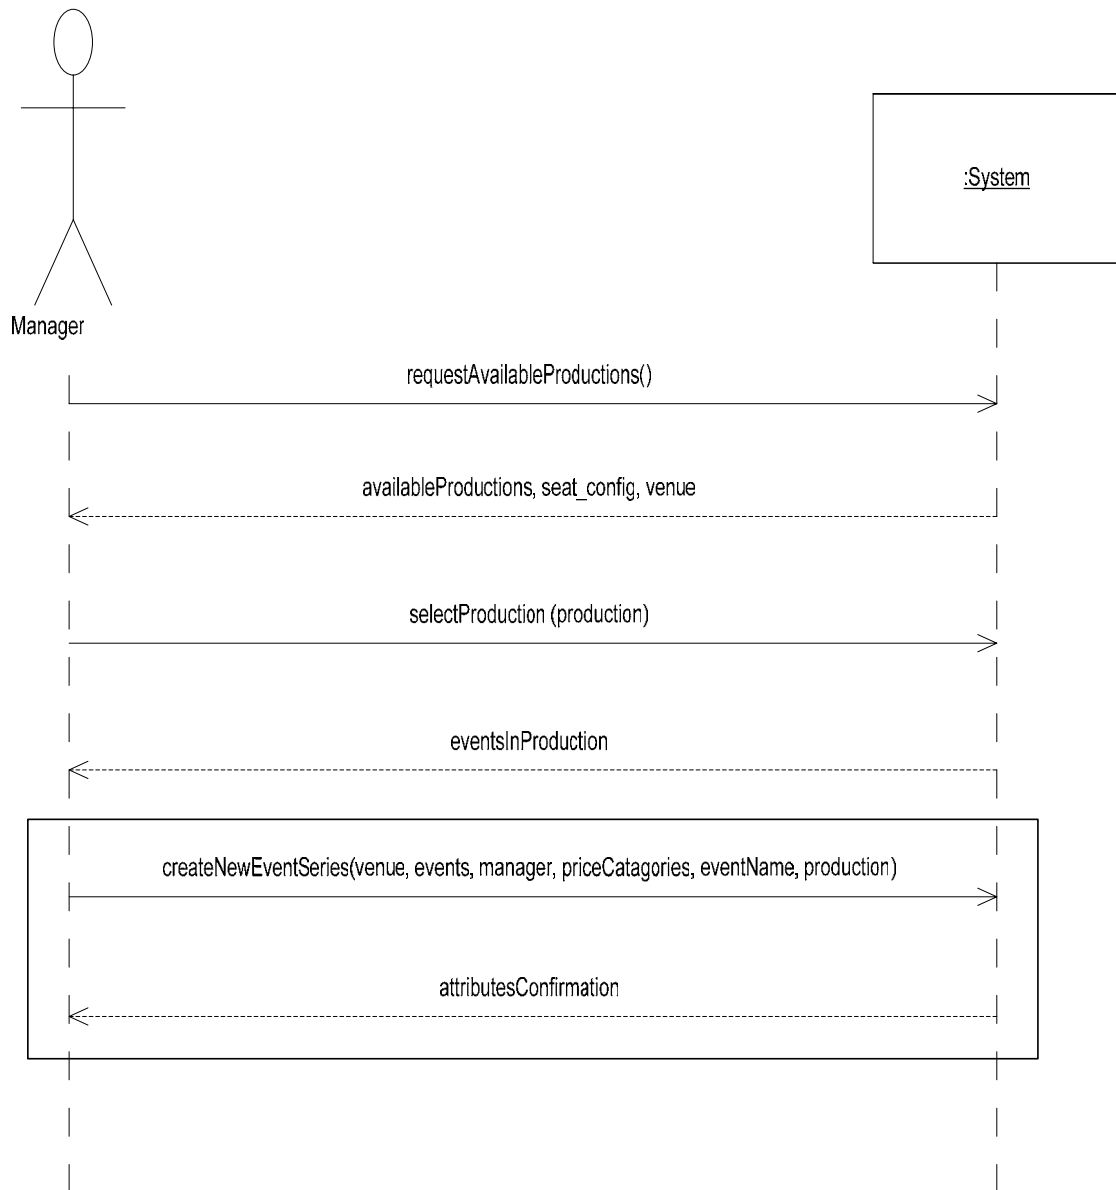 :System
Manager
requestAvailableProductions()
availableProductions, seat_config, venue
selectProduction (production)
eventsInProduction
createNewEventSeries(venue, events, manager, priceCatagories, eventName, production)
attributesConfirmation